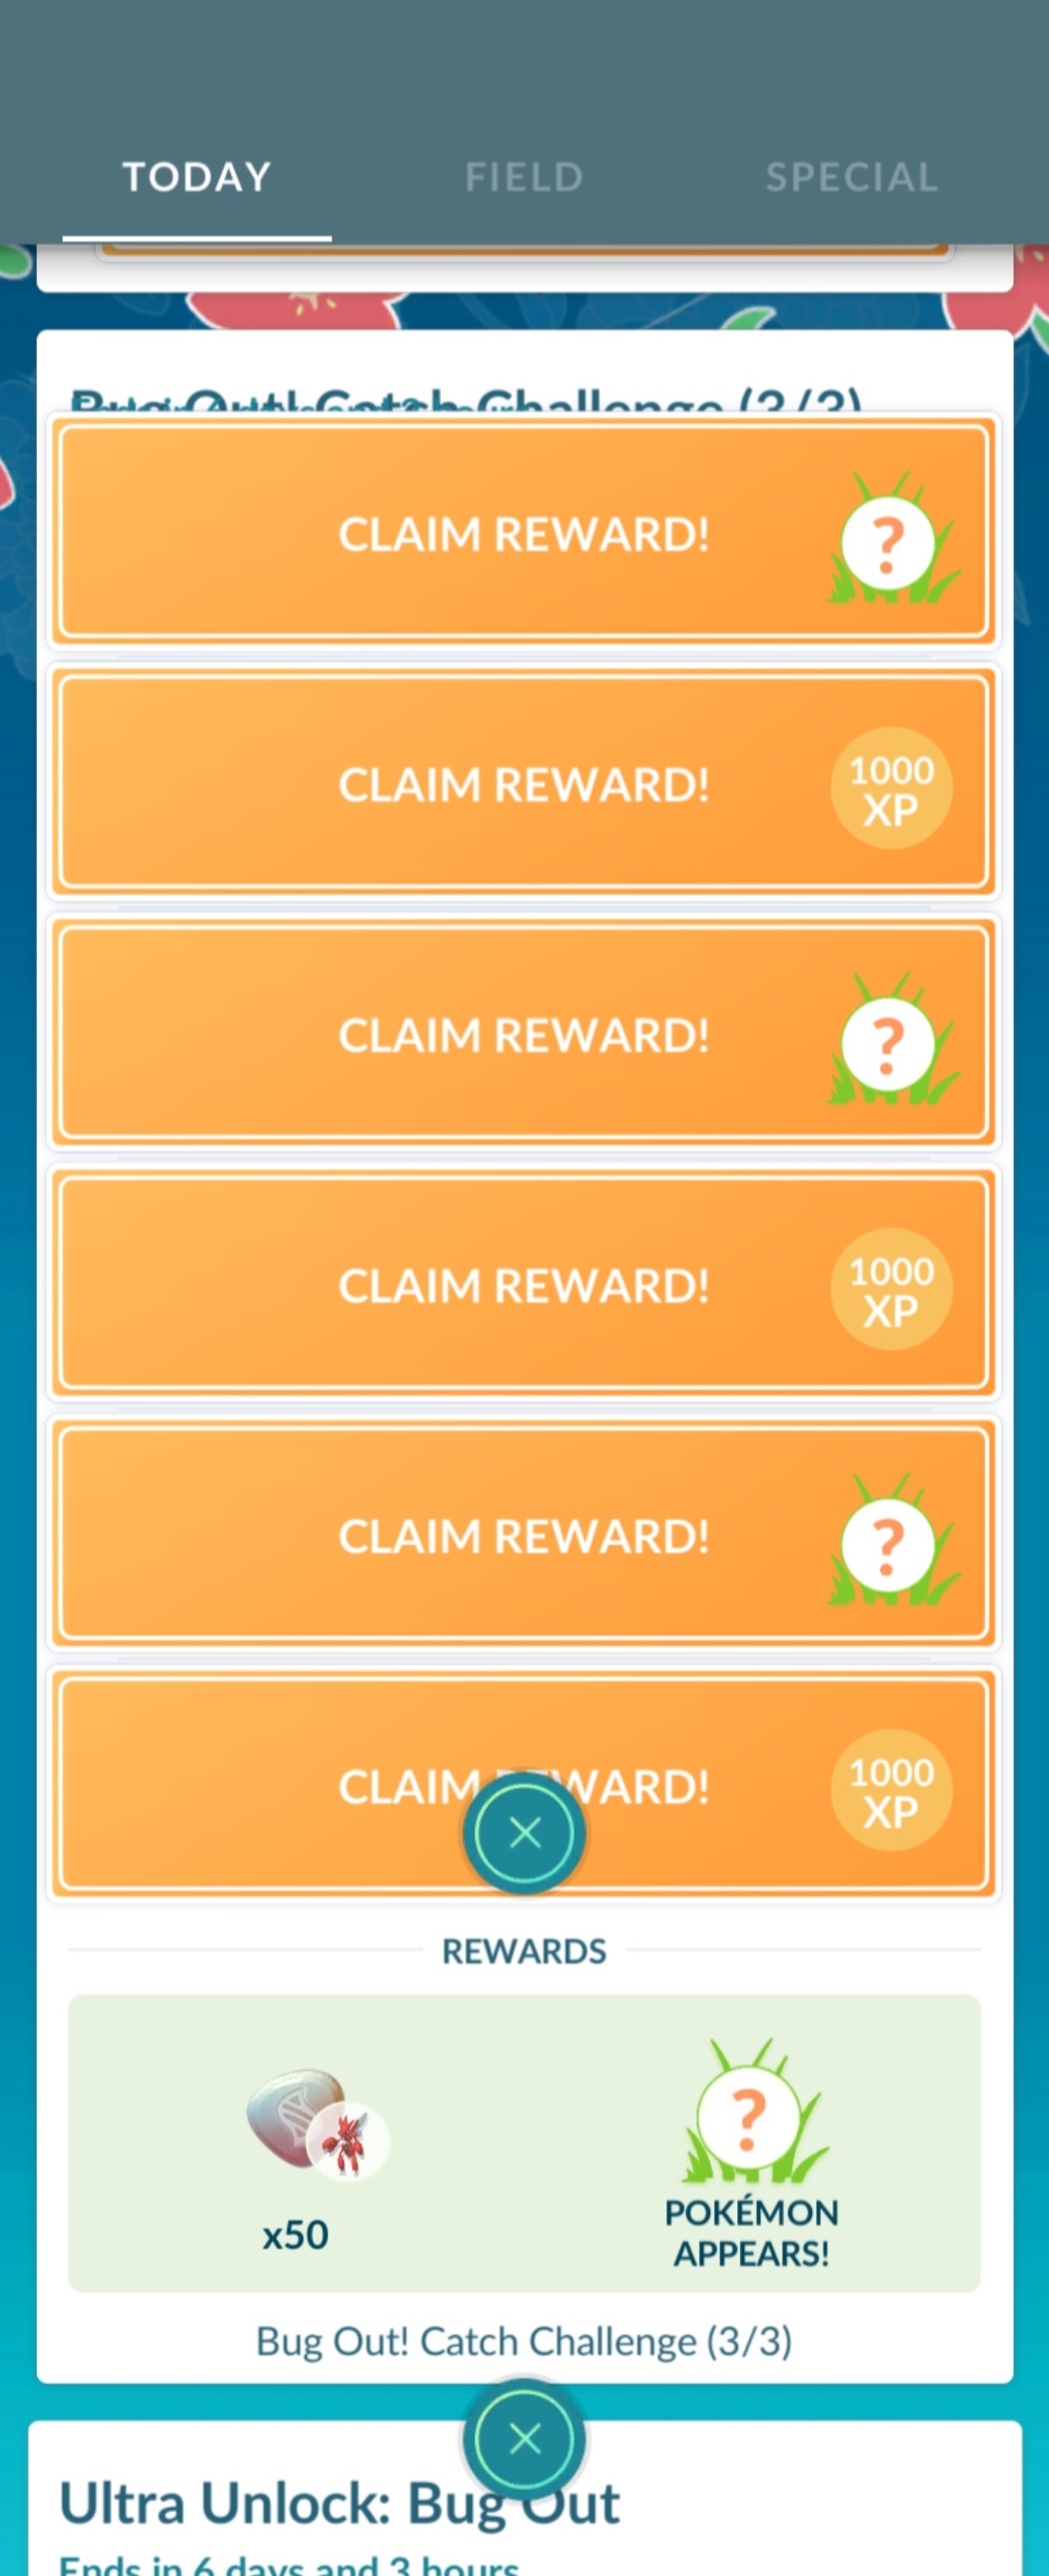 TODAY
FIELD
SPECIAL
Bug Out! Catch Challenge (3/3)
CLAIM REWARD!
?
CLAIM REWARD!
1000
XP
CLAIM REWARD!
?
CLAIM REWARD!
1000
XP
CLAIM REWARD!
?
CLAIM
WARD!
1000
XP
REWARDS
x50
?
POKÉMON
APPEARS!
Bug Out! Catch Challenge (3/3)
Ultra Unlock: Bug Out
Ends in 6 days and 3 hours